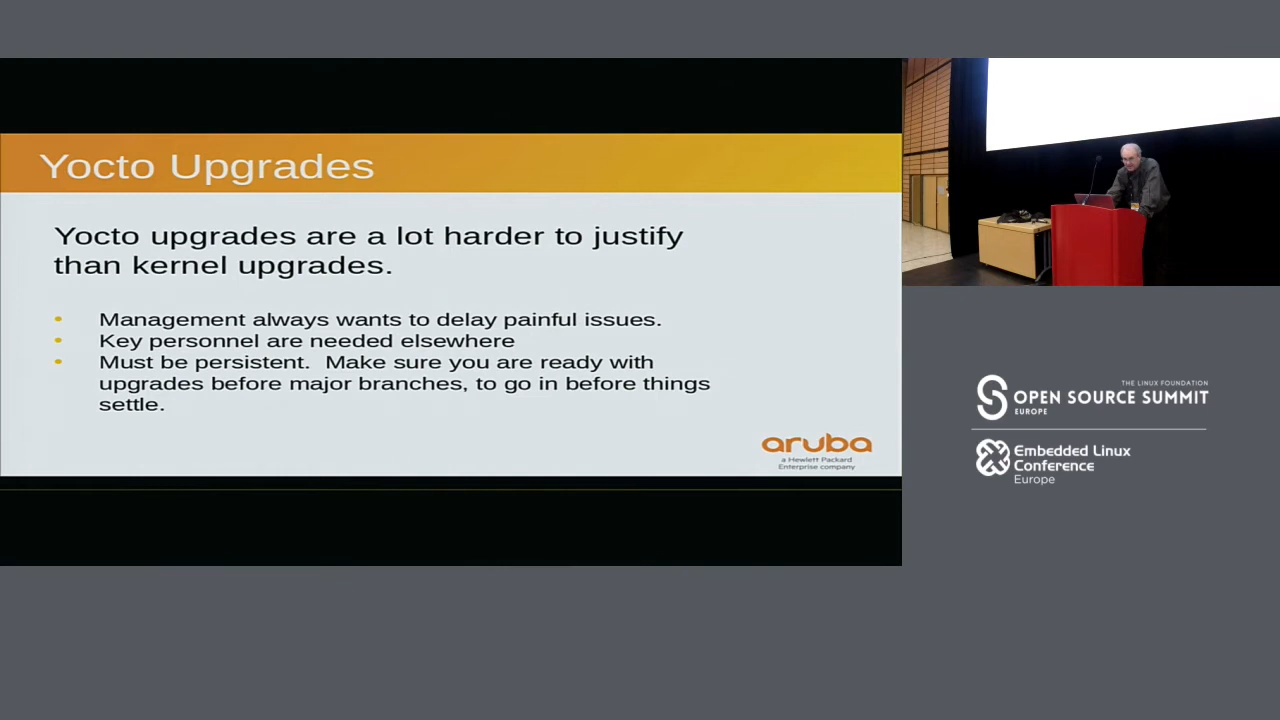 Yocto Upgrades
Yocto upgrades are a lot harder to justify
than kernel upgrades.
• Management always wants to delay painful issues.
• Key personnel are needed elsewhere
• Must be persistent.  Make sure you are ready with
upgrades before major branches, to go in before things
settle.
aruba
a Hewlett Packard
Enterprise company
THE LINUX FOUNDATION
OPEN SOURCE SUMMIT
EUROPE
Embedded Linux
Conference
Europe